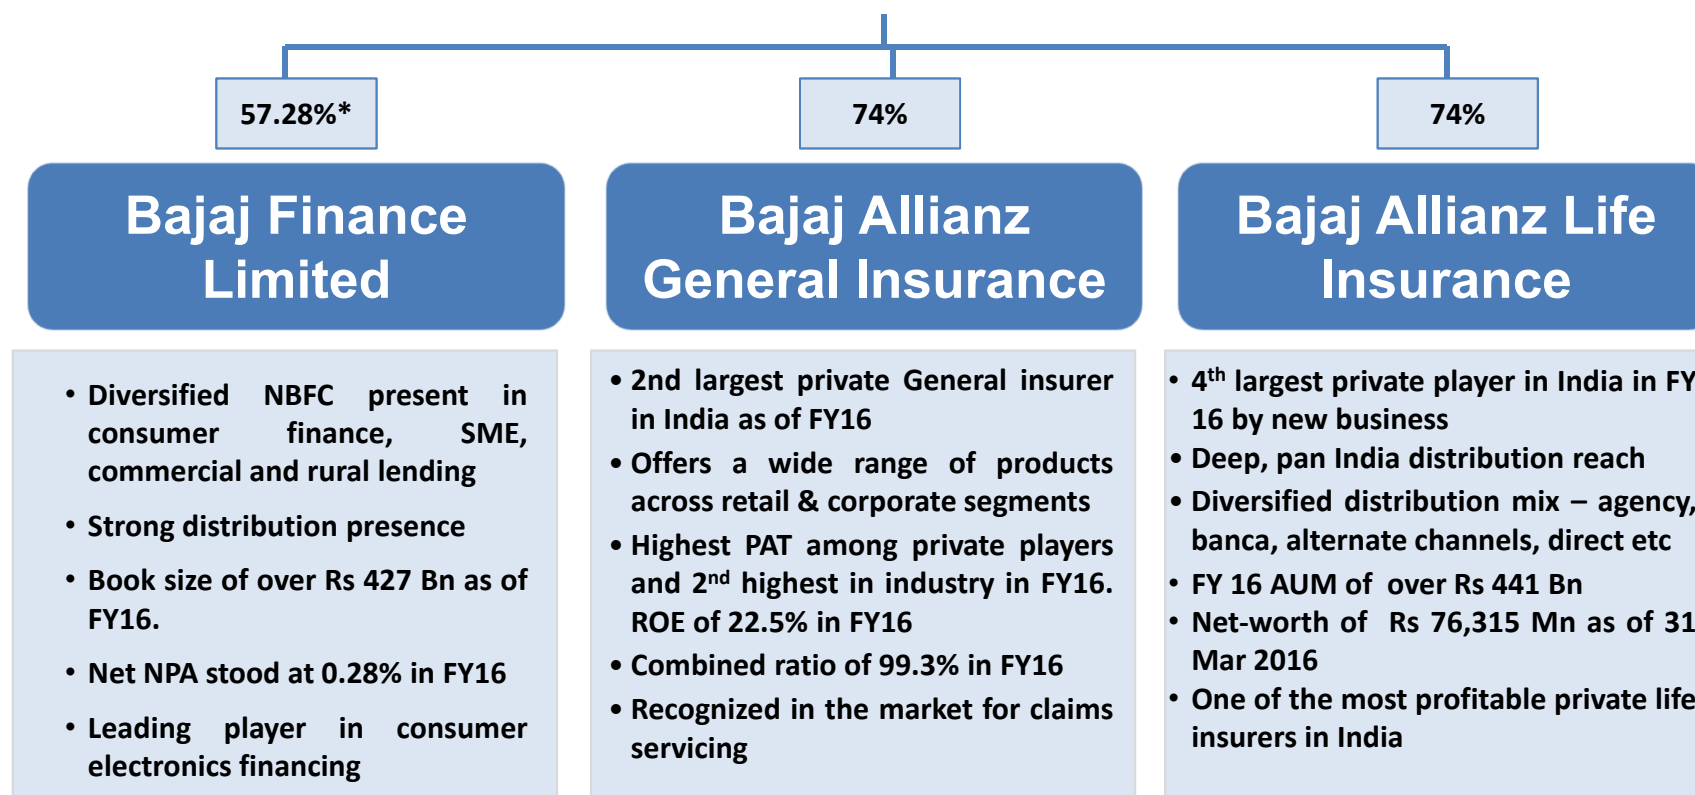 57.28%*
74%
74%
Bajaj Finance
Limited
Bajaj Allianz
General Insurance
Bajaj Allianz Life
Insurance
• Diversified NBFC present in
consumer finance, SME,
commercial and rural lending
• Strong distribution presence
• Book size of over Rs 427 Bn as of
FY16.
• Net NPA stood at 0.28% in FY16
• Leading player in consumer
electronics financing
• 2nd largest private General insurer
in India as of FY16
• Offers a wide range of products
across retail & corporate segments
• Highest PAT among private players
and 2nd highest in industry in FY16.
ROE of 22.5% in FY16
• Combined ratio of 99.3% in FY16
• Recognized in the market for claims
servicing
• 4th largest private player in India in FY
16 by new business
• Deep, pan India distribution reach
• Diversified distribution mix – agency,
banca, alternate channels, direct etc
• FY 16 AUM of over Rs 441 Bn
• Net-worth of Rs 76,315 Mn as of 31
Mar 2016
• One of the most profitable private life
insurers in India